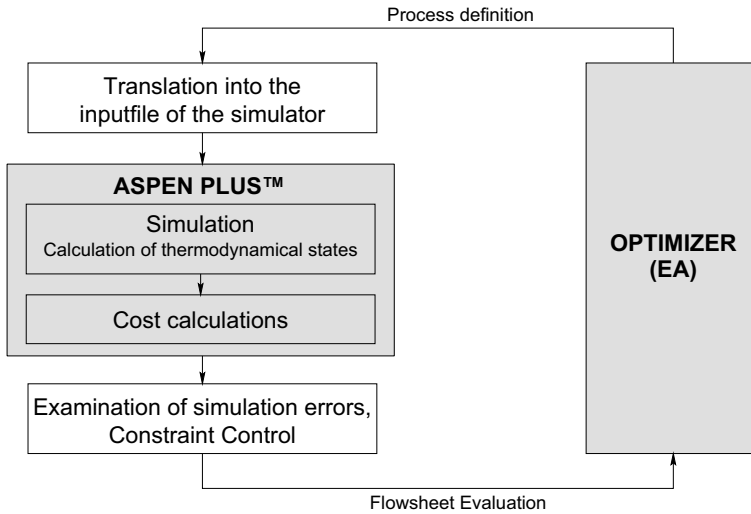 Process definition
Translation into the
inputfile of the simulator
ASPEN PLUS™
Simulation
Calculation of thermodynamical states
Cost calculations
OPTIMIZER
(EA)
Examination of simulation errors,
Constraint Control
Flowsheet Evaluation